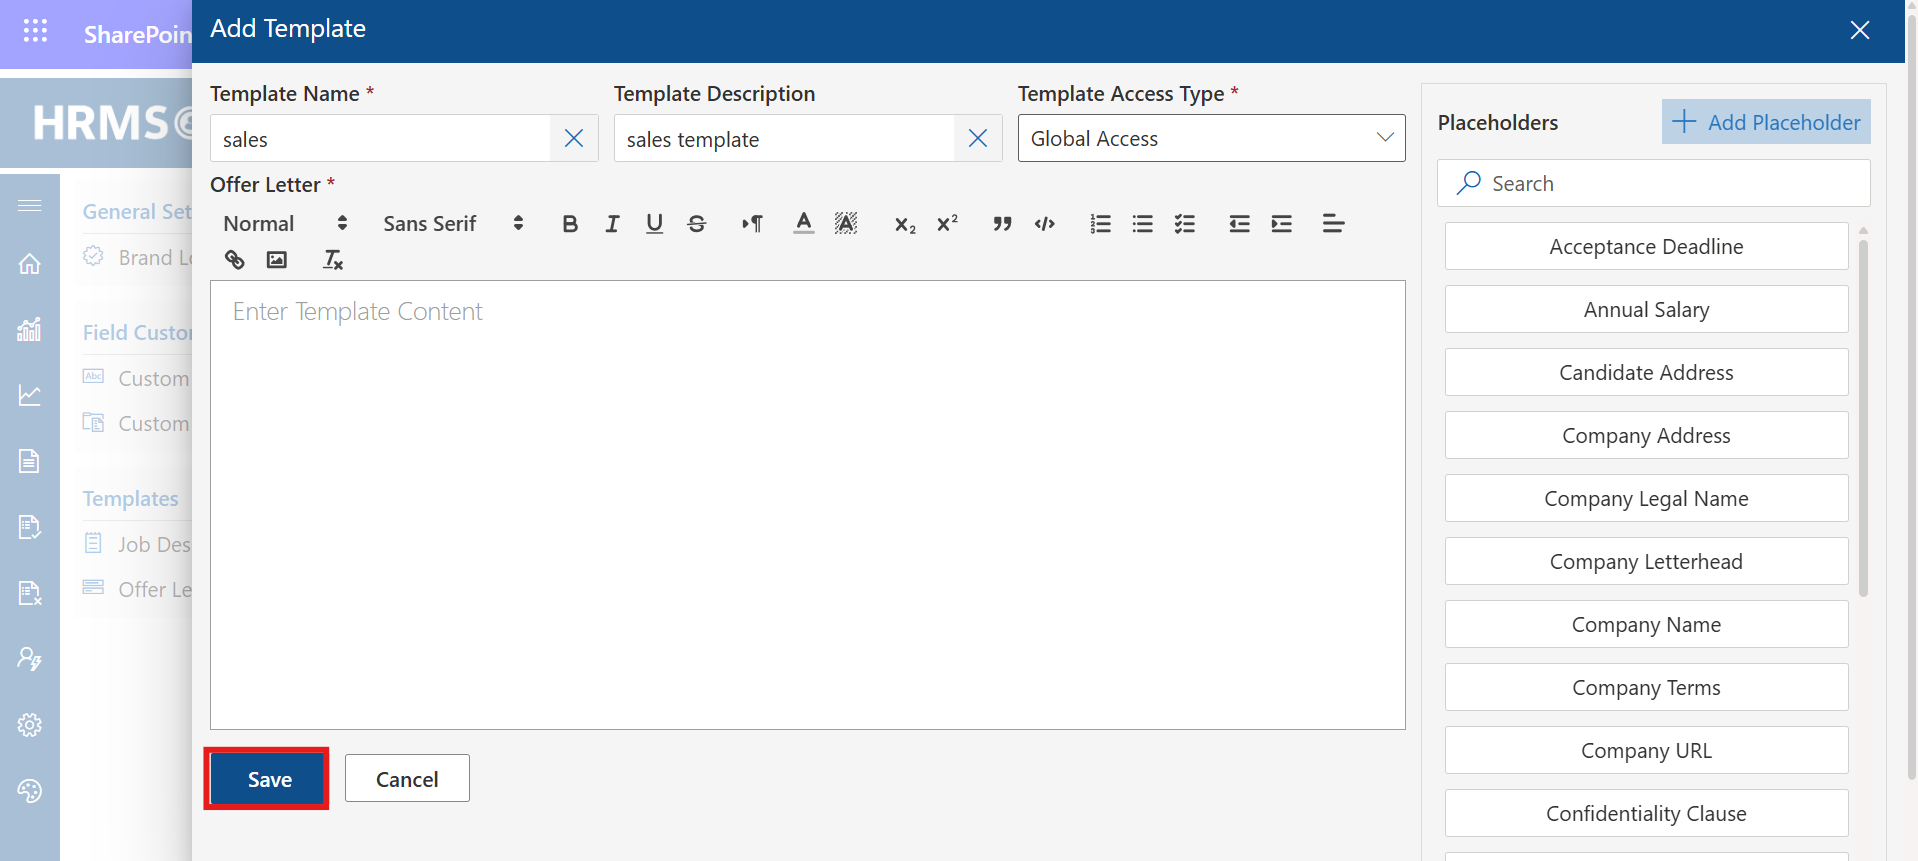 SharePoin
Add Template
HRMS
Template Name *
Template Description
Template Access Type *
sales
sales template
Global Access
Offer Letter *
Normal
Sans Serif
Enter Template Content
Save
Cancel
Placeholders
Add Placeholder
Search
Acceptance Deadline
Annual Salary
Candidate Address
Company Address
Company Legal Name
Company Letterhead
Company Name
Company Terms
Company URL
Confidentiality Clause
General Set
Brand Lo
Field Custor
Abc
Custom
Custom
Templates
Job Des
Offer Le